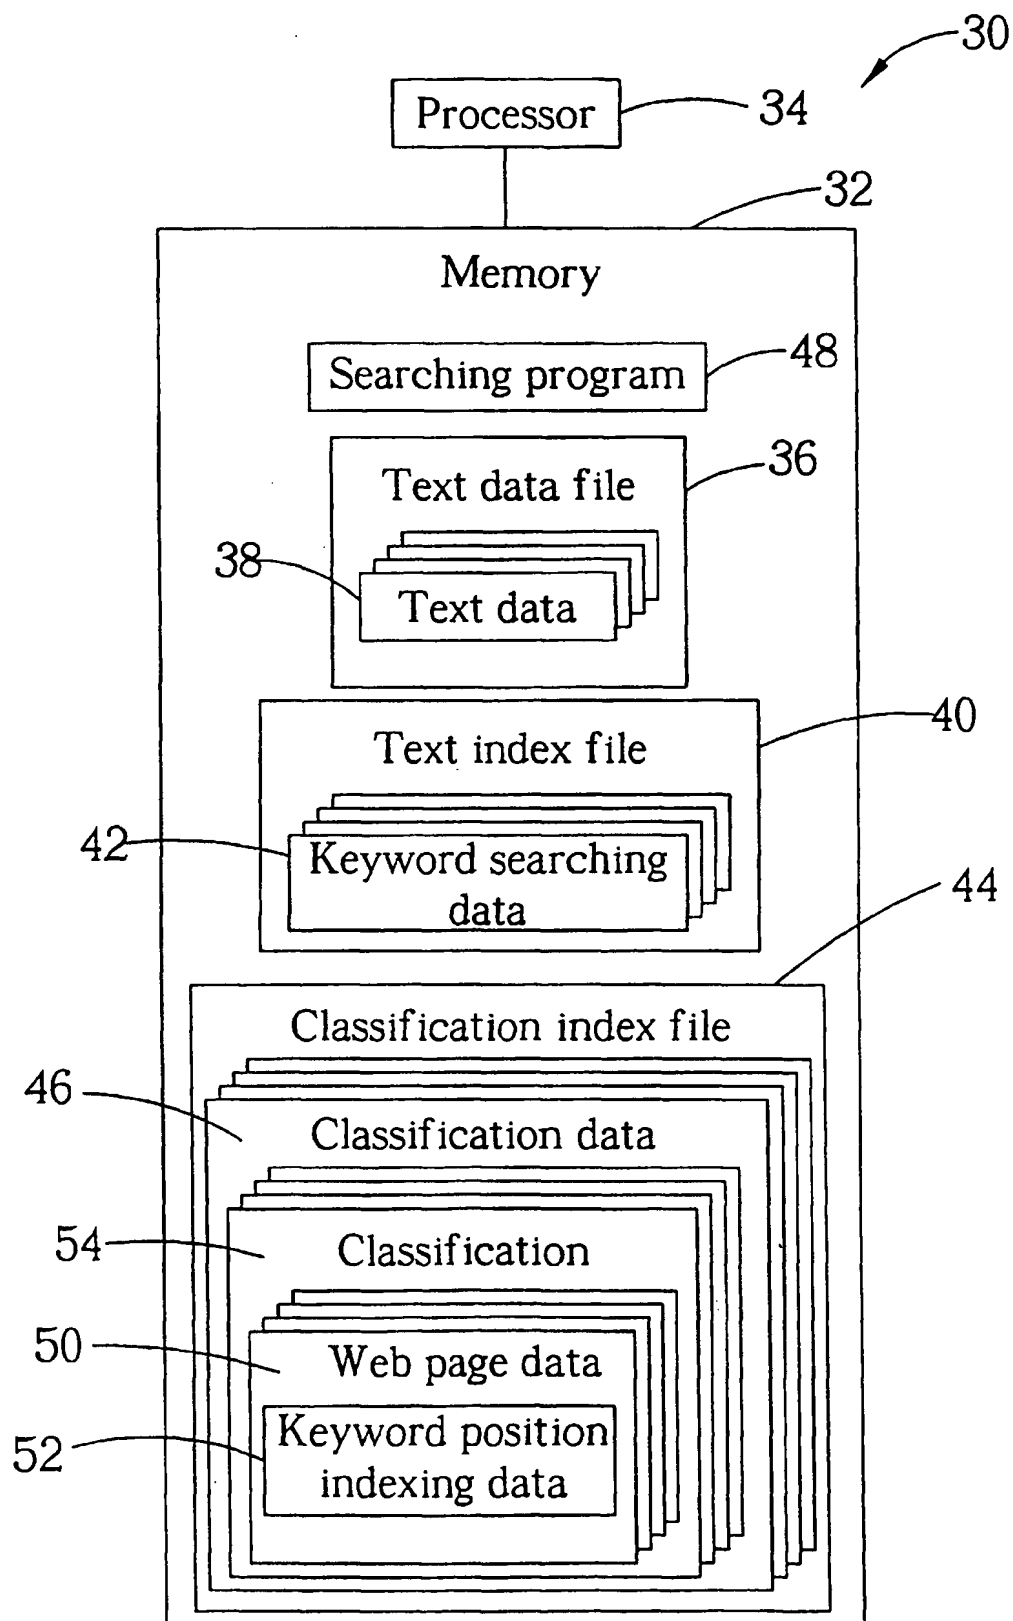 30
Processor
34
32
Memory
Searching program
48
Text data file
36
38
Text data
Text index file
40
42
Keyword searching
data
44
Classification index file
46
Classification data
54
Classification
50
Web page data
52
Keyword position
indexing data